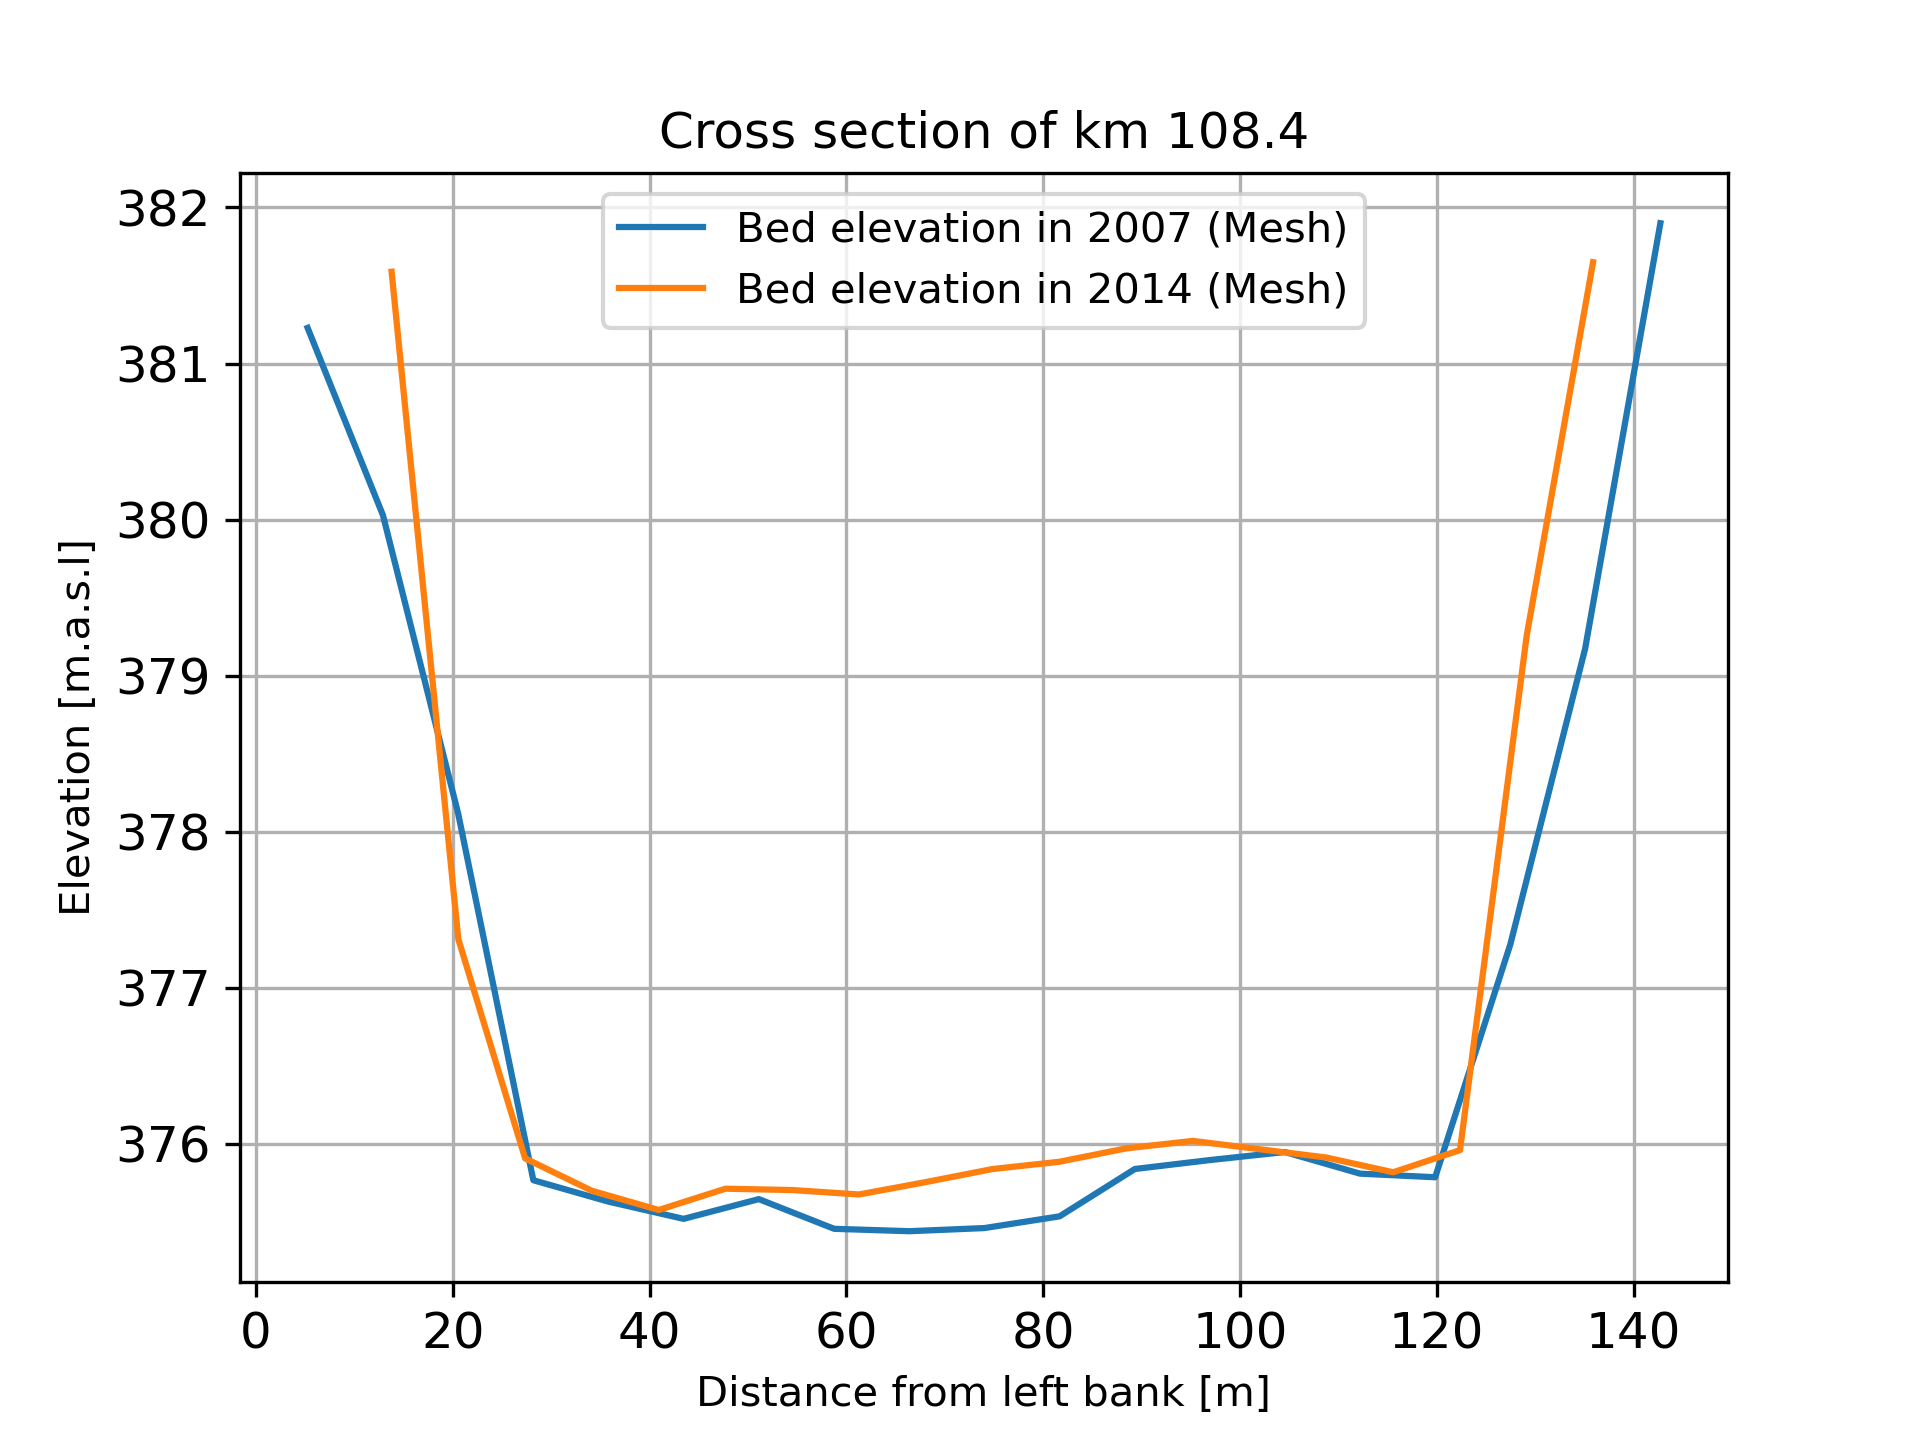 Cross section of km 108.4
Bed elevation in 2007 (Mesh)
Bed elevation in 2014 (Mesh)
382
381
380
379
378
377
376
Elevation [m.a.s.l]
0 20 40 60 80 100 120 140
Distance from left bank [m]